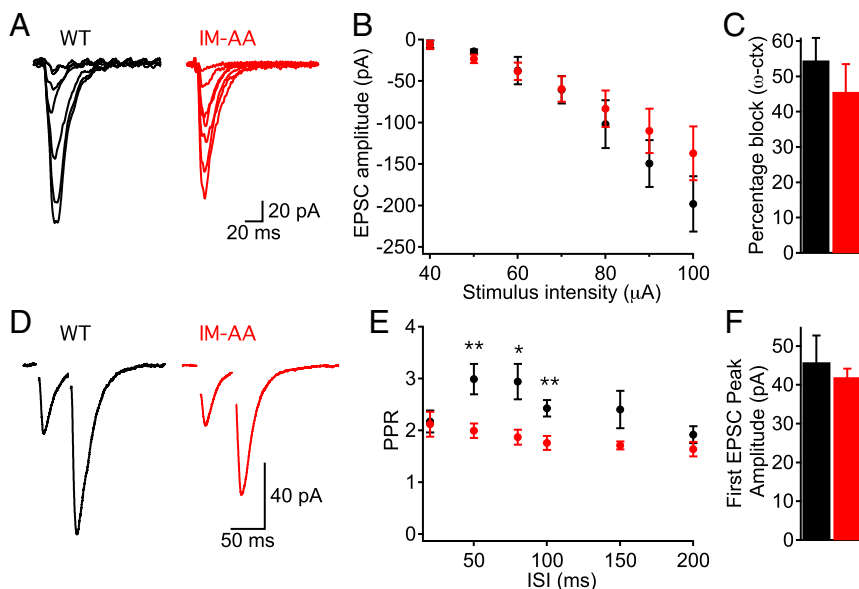 A
WT
IM-AA
20 pA
20 ms
B
EPSC amplitude (pA)
0
-50
-100
-150
-200
-250
40
60
80
100
Stimulus intensity (μA)
C
Percentage block (ω-ctx)
60
50
40
30
20
10
0
D
WT
IM-AA
40 pA
50 ms
E
PPR
4
3
2
1
0
**
*
**
50
100
150
200
ISI (ms)
F
First EPSC Peak
Amplitude (pA)
50
40
30
20
10
0